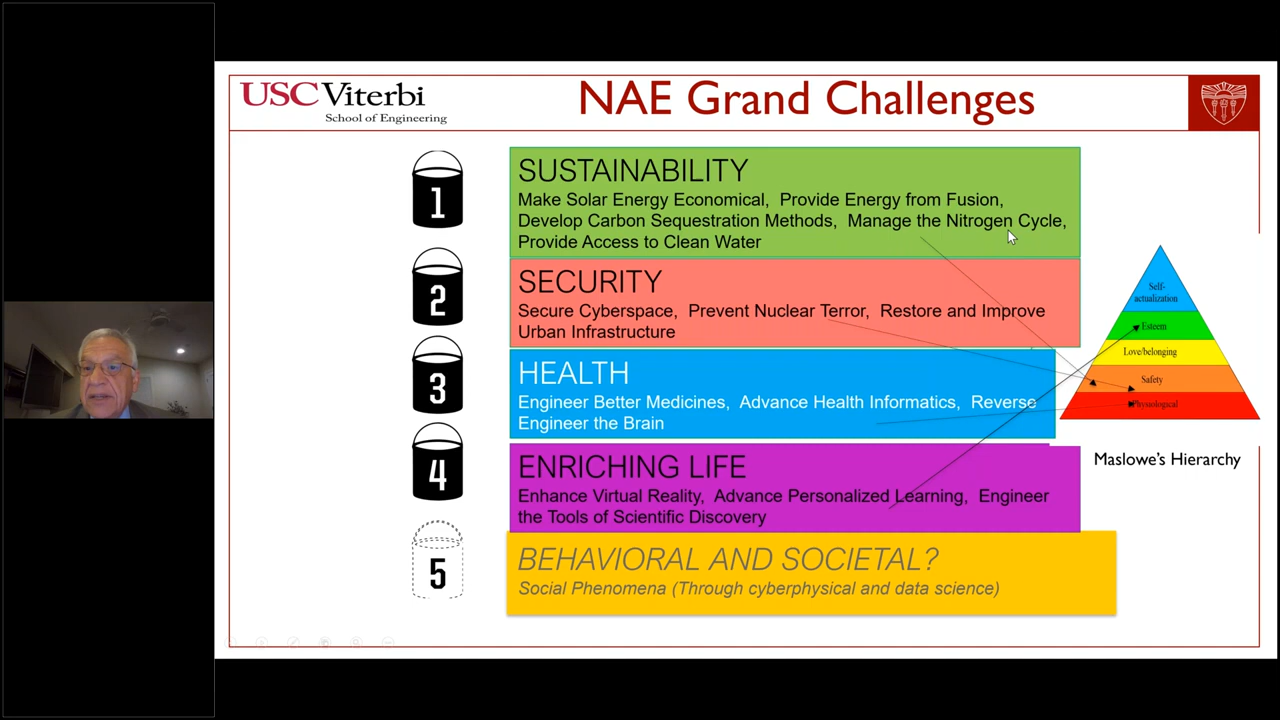 USC Viterbi
School of Engineering
NAE Grand Challenges
1
SUSTAINABILITY
Make Solar Energy Economical, Provide Energy from Fusion,
Develop Carbon Sequestration Methods, Manage the Nitrogen Cycle,
Provide Access to Clean Water
2
SECURITY
Secure Cyberspace, Prevent Nuclear Terror, Restore and Improve
Urban Infrastructure
3
HEALTH
Engineer Better Medicines, Advance Health Informatics, Reverse
Engineer the Brain
4
ENRICHING LIFE
Enhance Virtual Reality, Advance Personalized Learning, Engineer
the Tools of Scientific Discovery
5
BEHAVIORAL AND SOCIETAL?
Social Phenomena (Through cyberphysical and data science)
Self-
actualization
Esteem
Love/belonging
Safety
Physiological
Maslowe's Hierarchy